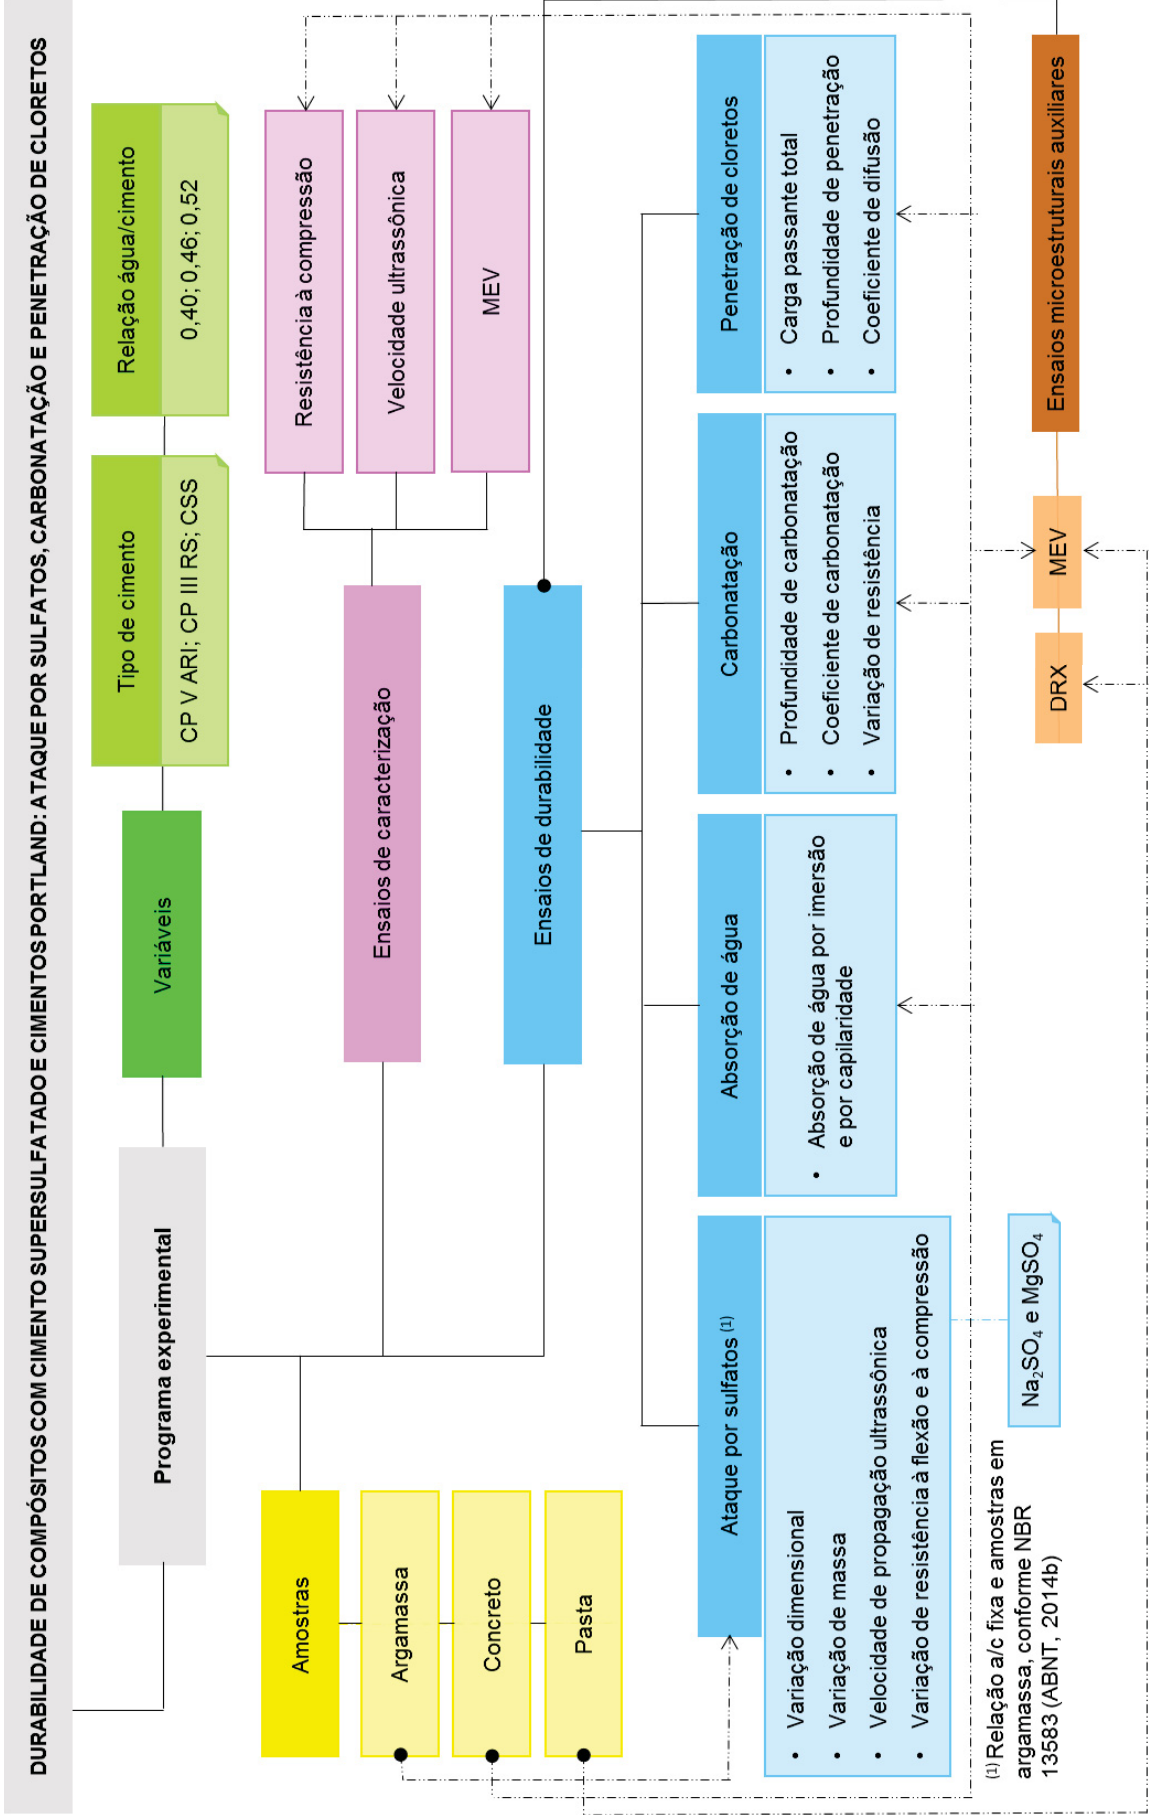 DURABILIDADE DE COMPÓSITOS COM CIMENTO SUPERSULFATADO E CIMENTOS PORTLAND: ATAQUE POR SULFATOS, CARBONATAÇÃO E PENETRAÇÃO DE CLORETOS
Programa experimental
Variáveis
Tipo de cimento
CP V ARI; CP III RS; CSS
Relação água/cimento
0,40; 0,46; 0,52
Amostras
Argamassa
Concreto
Pasta
Ensaios de caracterização
Resistência à compressão
Velocidade ultrassônica
MEV
Ensaios de durabilidade
Ataque por sulfatos (1)
• Variação dimensional
• Variação de massa
• Velocidade de propagação ultrassônica
• Variação de resistência à flexão e à compressão
Absorção de água
• Absorção de água por imersão
e por capilaridade
Carbonatação
• Profundidade de carbonatação
• Coeficiente de carbonatação
• Variação de resistência
Penetração de cloretos
• Carga passante total
• Profundidade de penetração
• Coeficiente de difusão
(1) Relação a/c fixa e amostras em
argamassa, conforme NBR
13583 (ABNT, 2014b)
Na₂SO₄ e MgSO₄
DRX
MEV
Ensaios microestruturais auxiliares